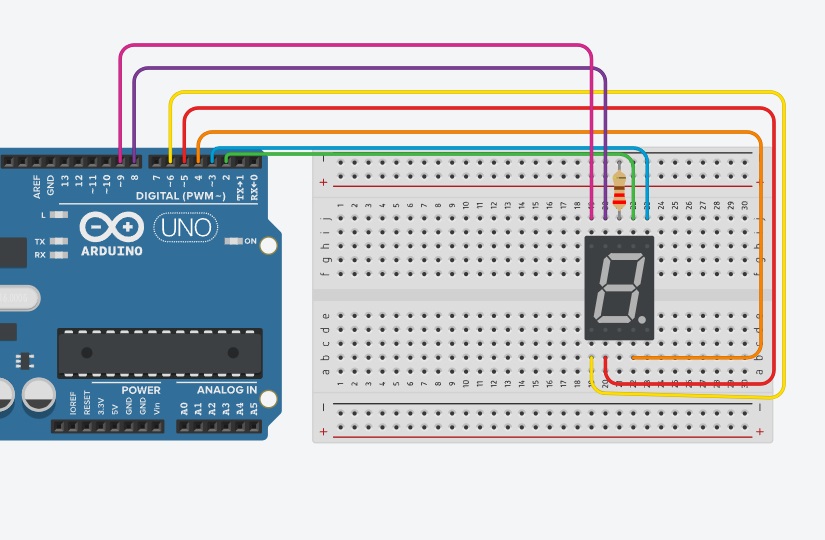 AREF
GND
13
12
~11
~10
~9
8
7
~6
~5
4
~3
2
TX→1
RX←0
DIGITAL (PWM~)
L
TX
RX
ARDUINO
UNO
ON
POWER
ANALOG IN
IOREF
RESET
3.3V
5V
GND
GND
Vin
A0
A1
A2
A3
A4
A5
− −
+ +
1 2 3 4 5 6 7 8 9 10 11 12 13 14 15 16 17 18 24 25 26 27 28 29 30
j j
i i
h h
g g
f f
e e
d d
c c
b b
a a
1 2 3 4 5 6 7 8 9 10 11 12 13 14 15 16 17 18 19 20 21 22 23 24 25 26 27 28 29 30
− −
+ +